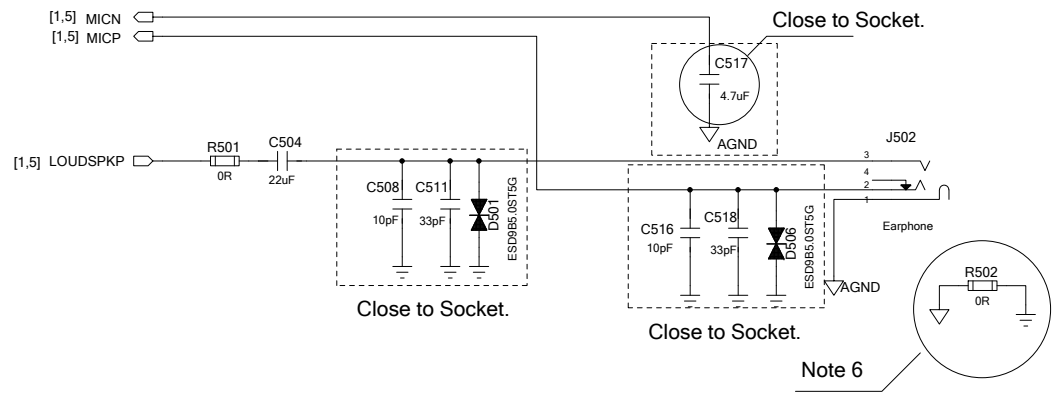 [1,5] MICN
[1,5] MICP
Close to Socket.
C517
4.7uF
AGND
J502
R501
C504
[1,5] LOUDSPKP
0R
22uF
3
4
2
1
C508
C511
10pF
33pF
D501
ESD9B5.0ST5G
C516
C518
10pF
33pF
D506
ESD9B5.0ST5G
Earphone
AGND
R502
0R
Close to Socket.
Close to Socket.
Note 6